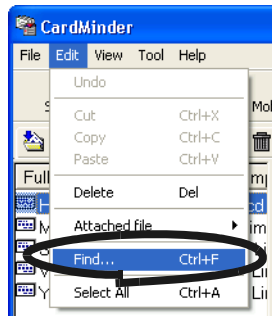 CardMinder
File Edit View Tool Help
Undo
Cut Ctrl+X
Copy Ctrl+C
Paste Ctrl+V
Delete Del
Attached file
Find... Ctrl+F
Select All Ctrl+A